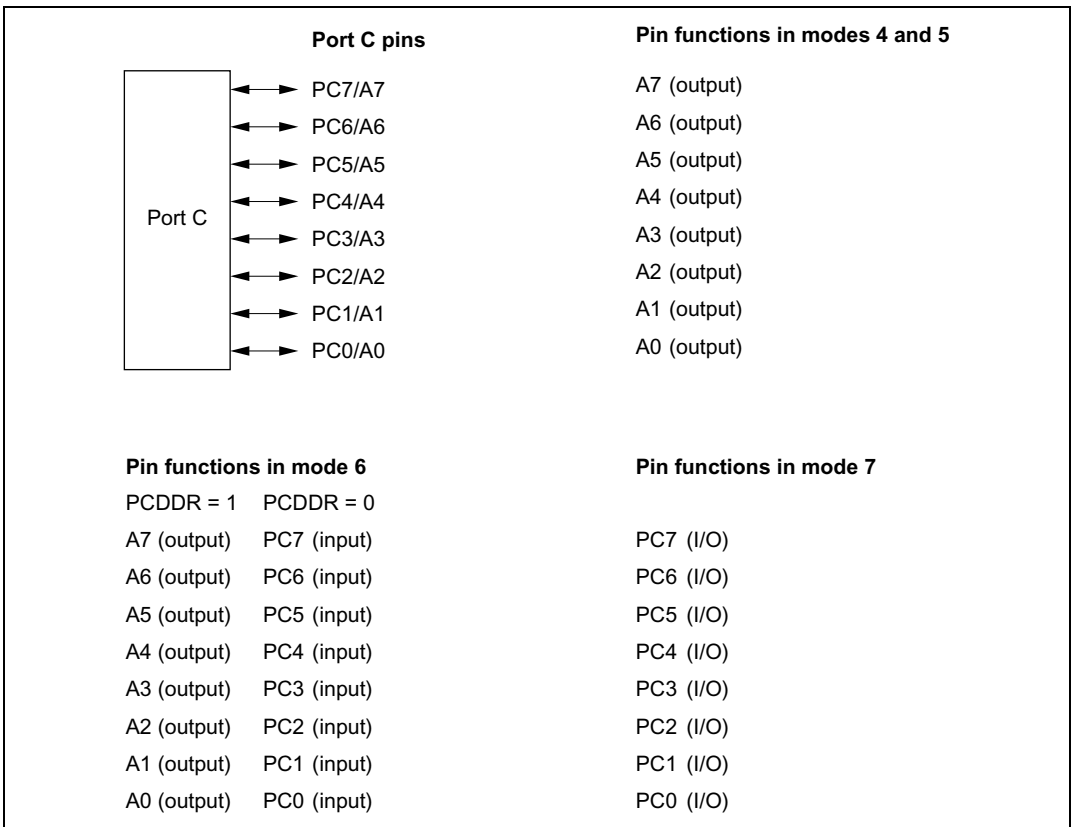 Port C pins
Pin functions in modes 4 and 5
Port C
PC7/A7
A7 (output)
PC6/A6
A6 (output)
PC5/A5
A5 (output)
PC4/A4
A4 (output)
PC3/A3
A3 (output)
PC2/A2
A2 (output)
PC1/A1
A1 (output)
PC0/A0
A0 (output)
Pin functions in mode 6
PCDDR = 1 PCDDR = 0
A7 (output) PC7 (input)
A6 (output) PC6 (input)
A5 (output) PC5 (input)
A4 (output) PC4 (input)
A3 (output) PC3 (input)
A2 (output) PC2 (input)
A1 (output) PC1 (input)
A0 (output) PC0 (input)
Pin functions in mode 7
PC7 (I/O)
PC6 (I/O)
PC5 (I/O)
PC4 (I/O)
PC3 (I/O)
PC2 (I/O)
PC1 (I/O)
PC0 (I/O)